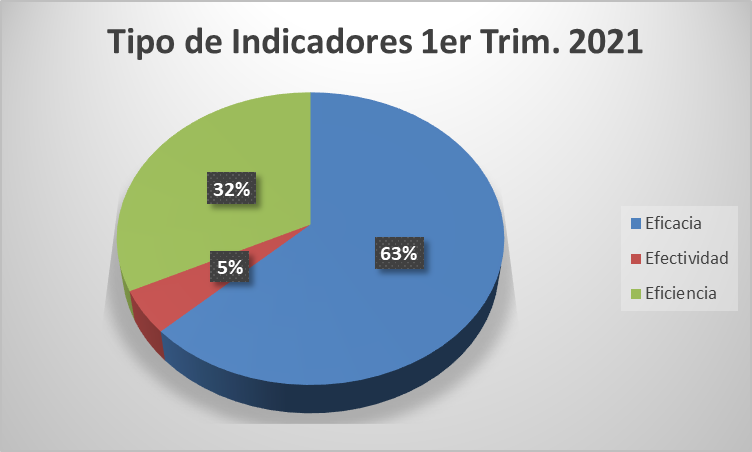 Tipo de Indicadores 1er Trim. 2021
32%
5%
63%
Eficacia
Efectividad
Eficiencia